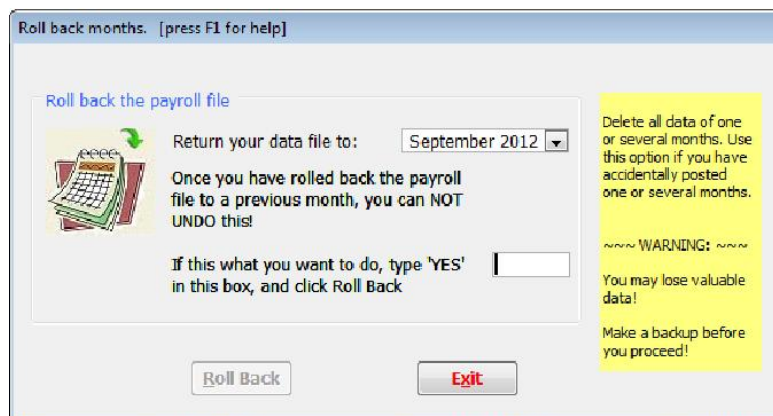 Roll back months. [press F1 for help]
Roll back the payroll file
Return your data file to: September 2012
Once you have rolled back the payroll
file to a previous month, you can NOT
UNDO this!
If this what you want to do, type 'YES'
in this box, and click Roll Back
Roll Back
Exit
Delete all data of one
or several months. Use
this option if you have
accidentally posted
one or several months.
~~~ WARNING: ~~~
You may lose valuable
data!
Make a backup before
you proceed!